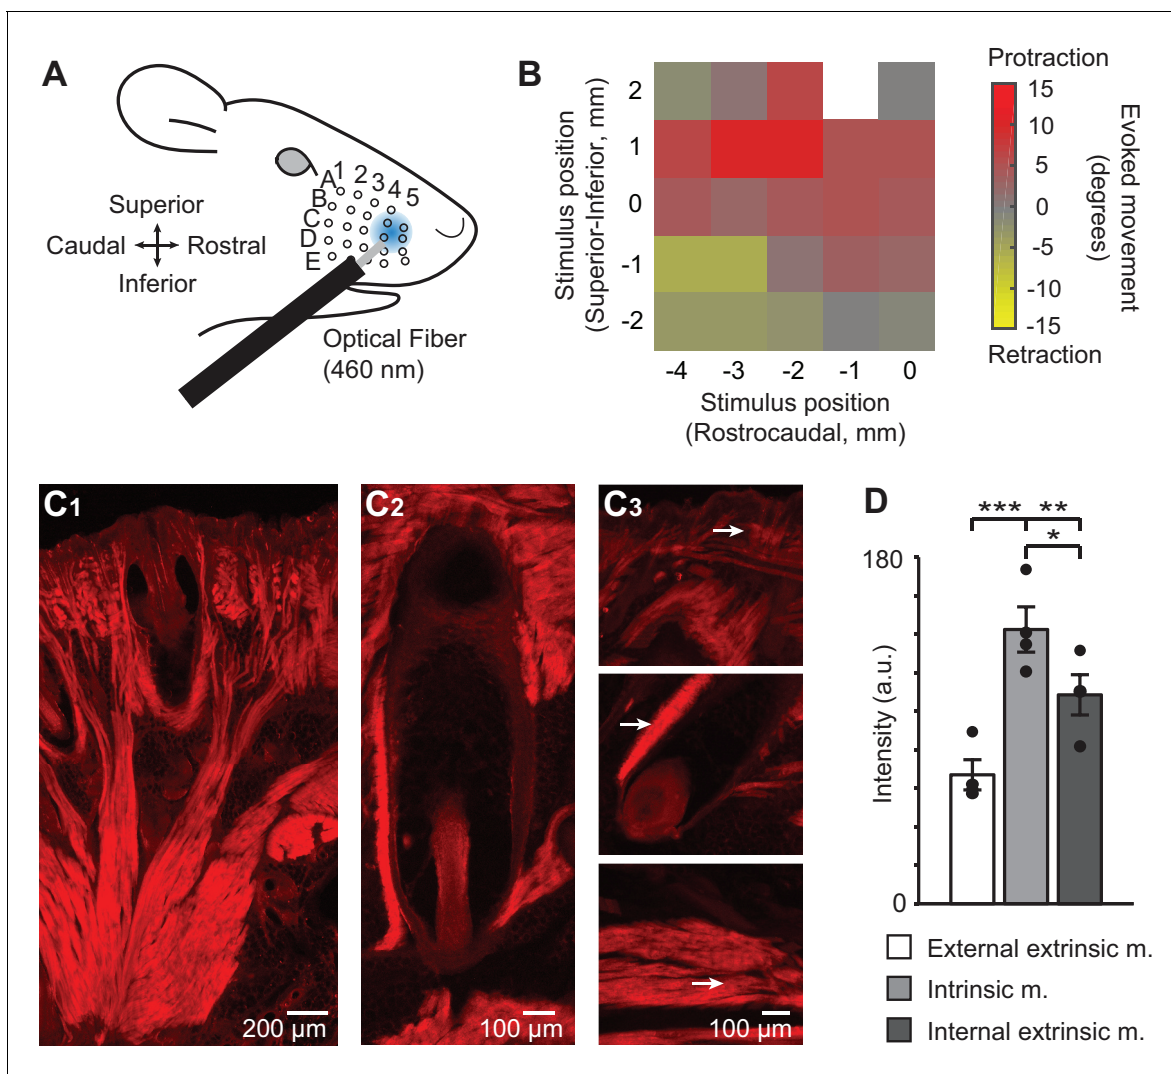 A
1 2 3 4 5
A
B
C
D
E
Superior
Caudal Rostral
Inferior
Optical Fiber
(460 nm)
B
Stimulus position
(Superior-Inferior, mm)
2
1
0
-1
-2
-4 -3 -2 -1 0
Stimulus position
(Rostrocaudal, mm)
Protraction
15
10
5
0
-5
-10
-15
Retraction
Evoked movement
(degrees)
C1
200 µm
C2
100 µm
C3
100 µm
D
*** **
*
180
0
Intensity (a.u.)
External extrinsic m.
Intrinsic m.
Internal extrinsic m.